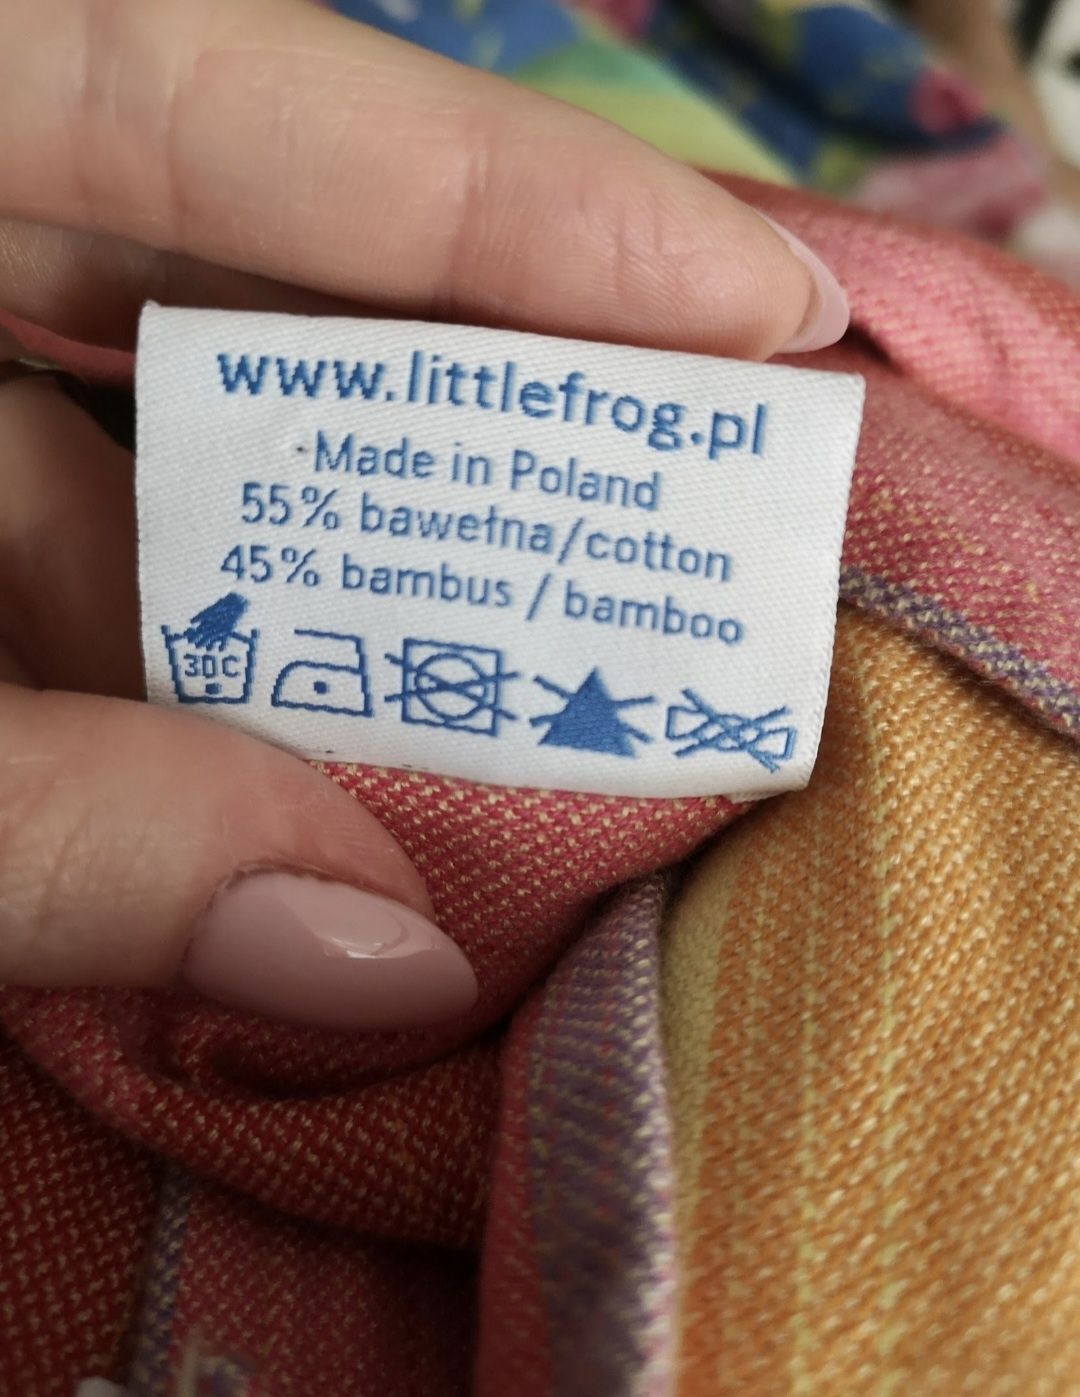 www.littlefrog.pl
Made in Poland
55% bawełna/cotton
45% bambus / bamboo
30C